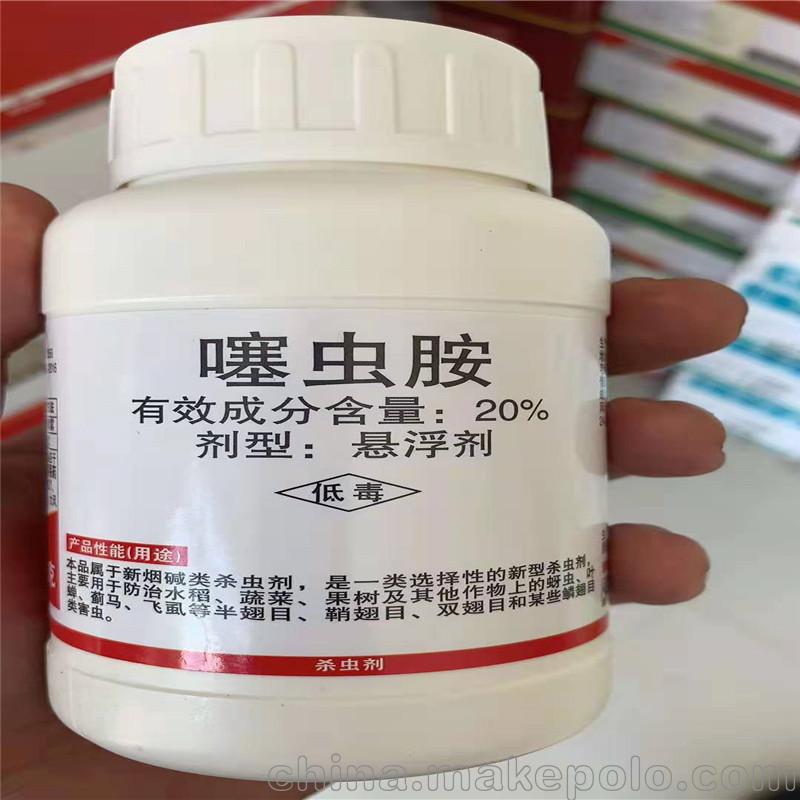 噻虫胺
有效成分含量：20%
剂型：悬浮剂
低毒
产品性能(用途)
本品属于新烟碱类杀虫剂，是一类选择性的新型杀虫剂，
主要用于防治水稻、蔬菜、果树及其他作物上的蚜虫、叶
蝉、蓟马、飞虱等半翅目、鞘翅目、双翅目和某些鳞翅目
类害虫。
杀虫剂
china.makepolo.com